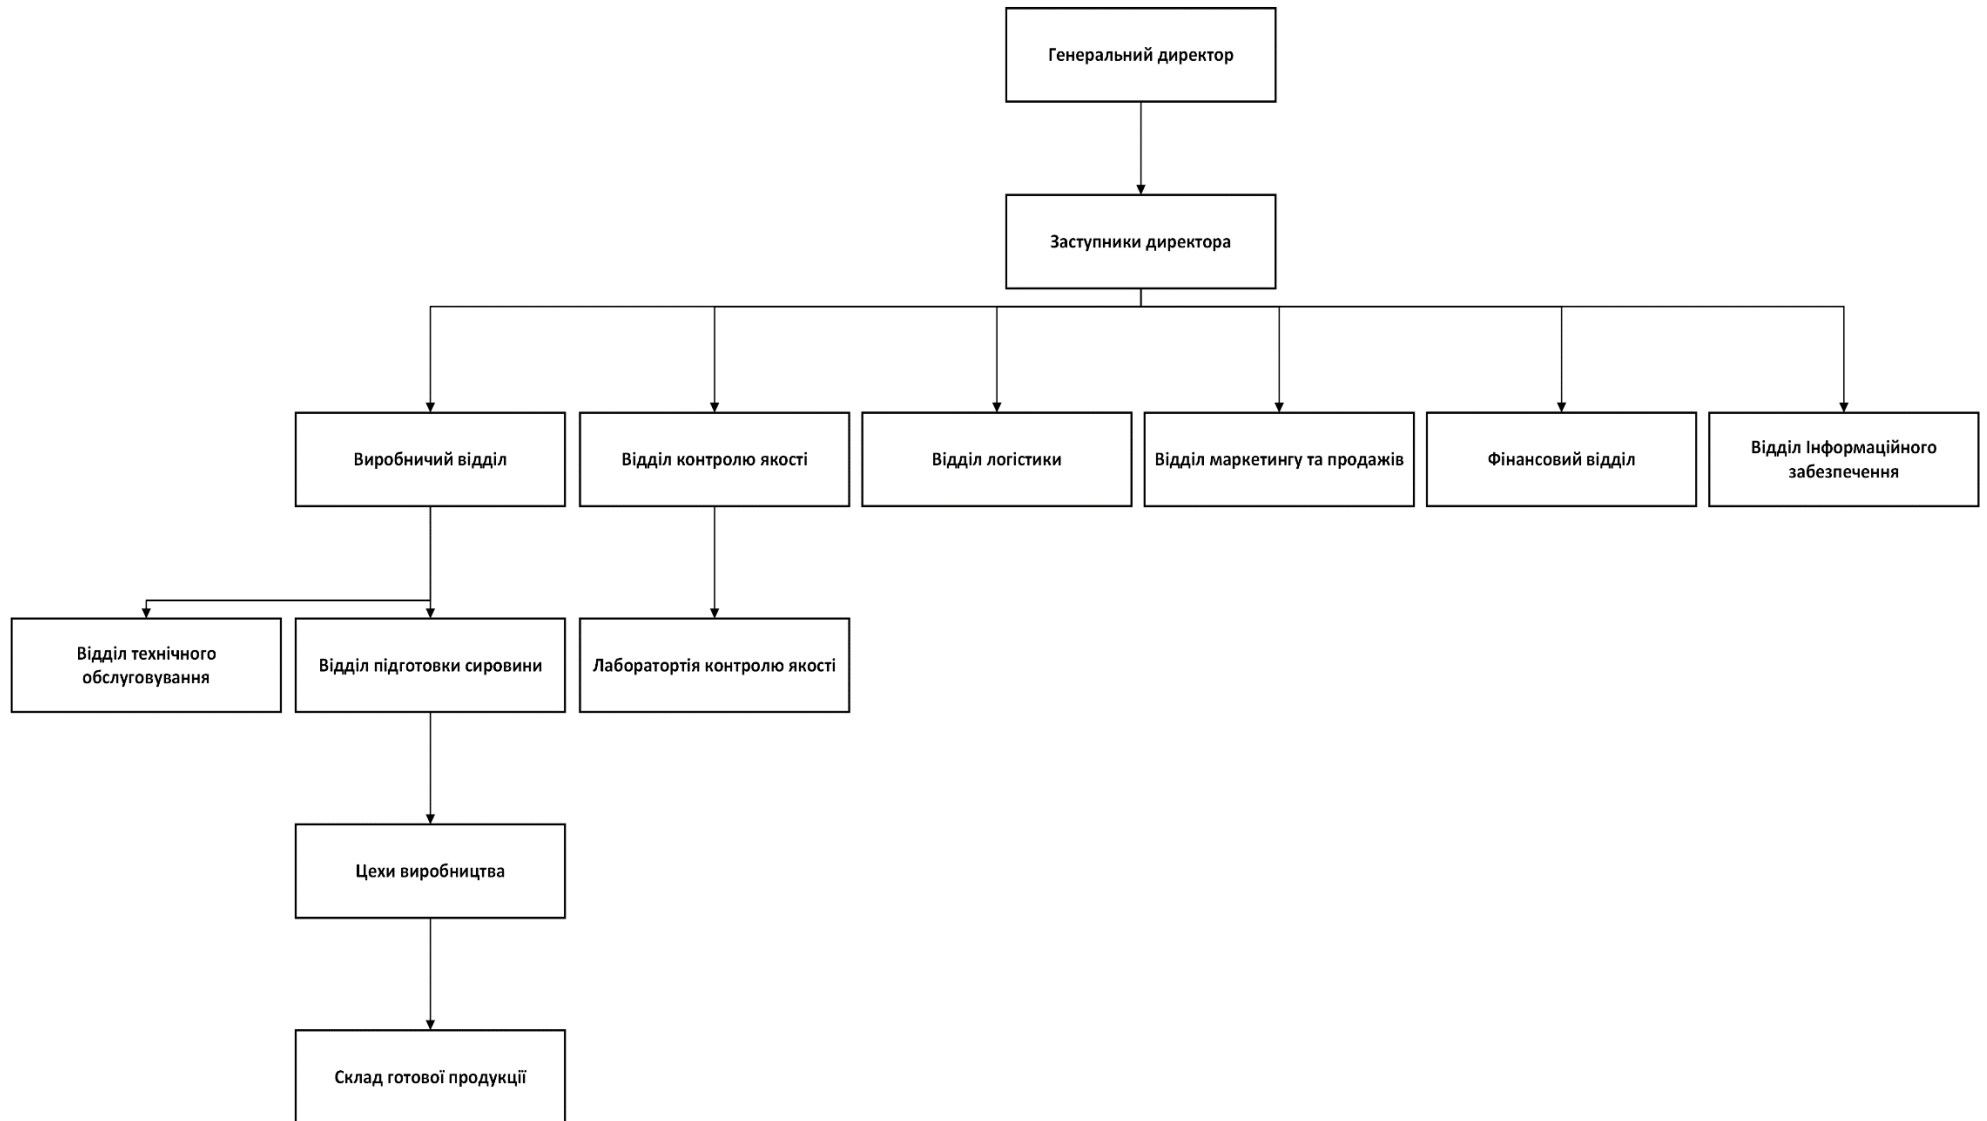 Генеральний директор
Заступники директора
Виробничий відділ
Відділ контролю якості
Відділ логістики
Відділ маркетингу та продажів
Фінансовий відділ
Відділ Інформаційного
забезпечення
Відділ технічного
обслуговування
Відділ підготовки сировини
Лаборатортія контролю якості
Цехи виробництва
Склад готової продукції